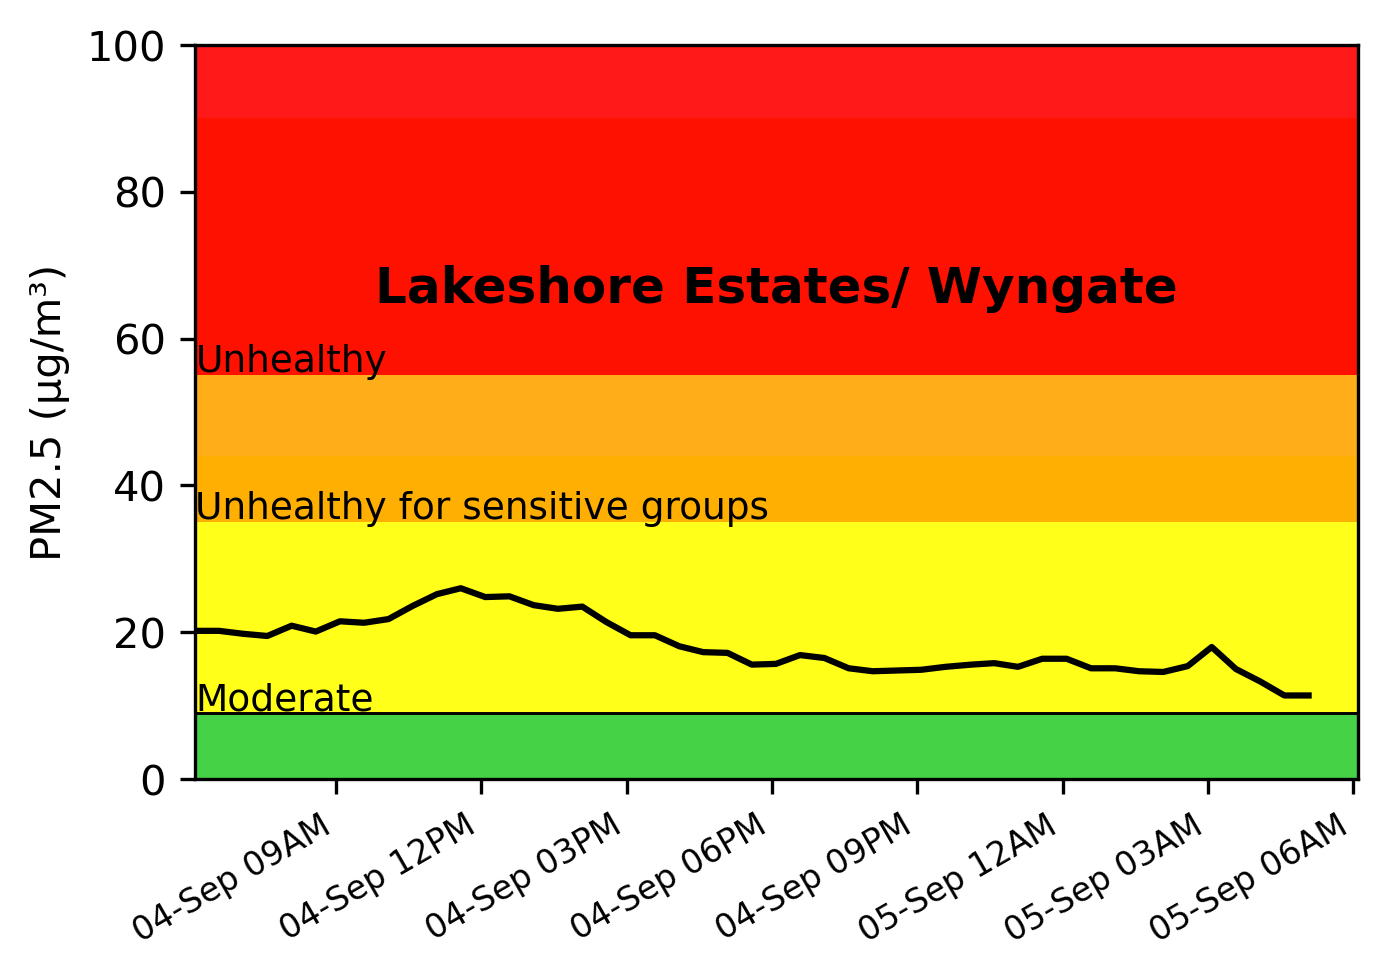 100
80
60
40
20
0
PM2.5 (µg/m³)
Lakeshore Estates/ Wyngate
Unhealthy
Unhealthy for sensitive groups
Moderate
04-Sep 09AM
04-Sep 12PM
04-Sep 03PM
04-Sep 06PM
04-Sep 09PM
05-Sep 12AM
05-Sep 03AM
05-Sep 06AM